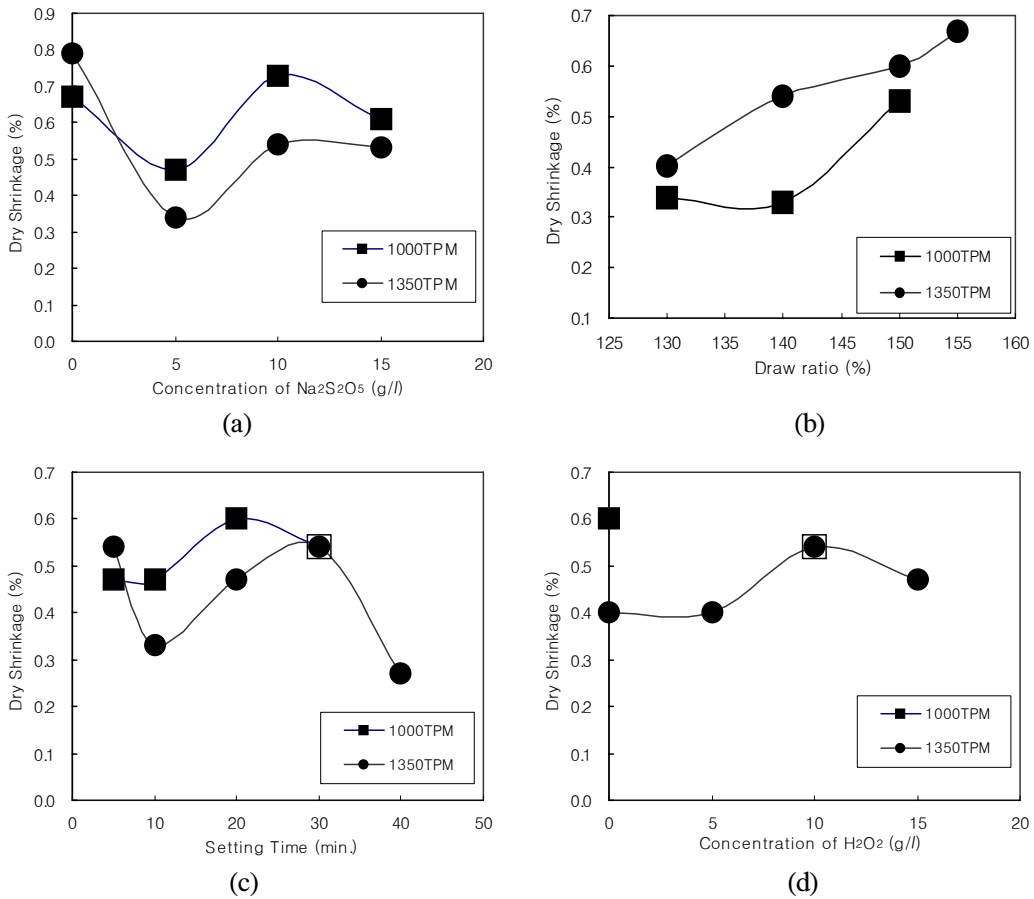 0.9
0.8
0.7
0.6
0.5
0.4
0.3
0.2
0.1
0.0
Dry Shrinkage (%)
1000TPM
1350TPM
0 5 10 15 20
Concentration of Na2S2O5 (g/l)
(a)
0.7
0.6
0.5
0.4
0.3
0.2
0.1
Dry Shrinkage (%)
1000TPM
1350TPM
125 130 135 140 145 150 155 160
Draw ratio (%)
(b)
0.7
0.6
0.5
0.4
0.3
0.2
0.1
0.0
Dry Shrinkage (%)
1000TPM
1350TPM
0 10 20 30 40 50
Setting Time (min.)
(c)
0.7
0.6
0.5
0.4
0.3
0.2
0.1
0.0
Dry Shrinkage (%)
1000TPM
1350TPM
0 5 10 15 20
Concentration of H2O2 (g/l)
(d)